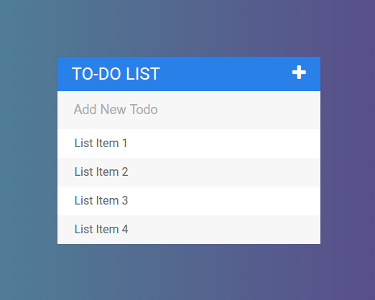 TO-DO LIST
Add New Todo
List Item 1
List Item 2
List Item 3
List Item 4